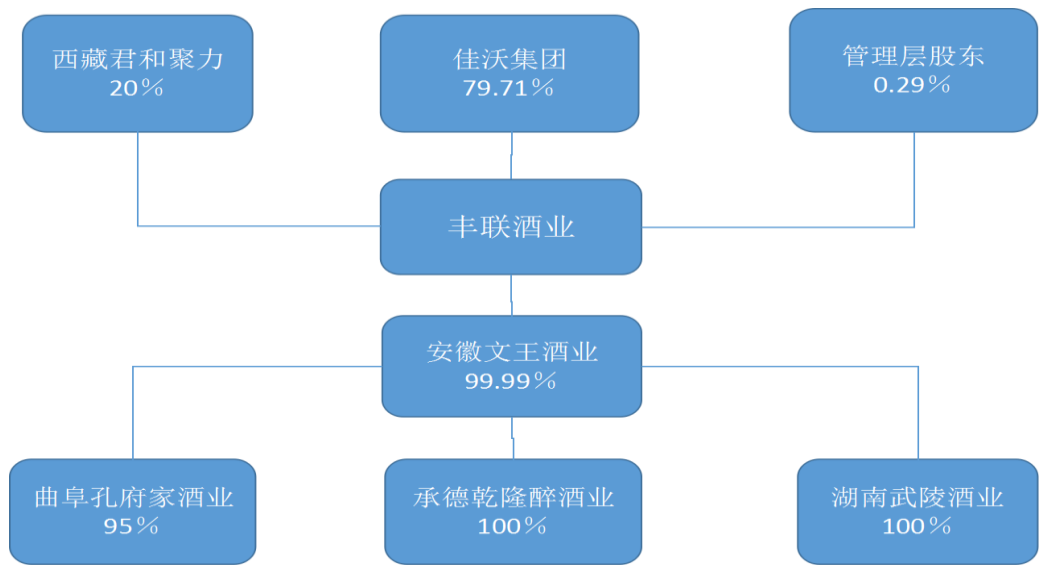 西藏君和聚力
20%
佳沃集团
79.71%
管理层股东
0.29%
丰联酒业
安徽文王酒业
99.99%
曲阜孔府家酒业
95%
承德乾隆醉酒业
100%
湖南武陵酒业
100%